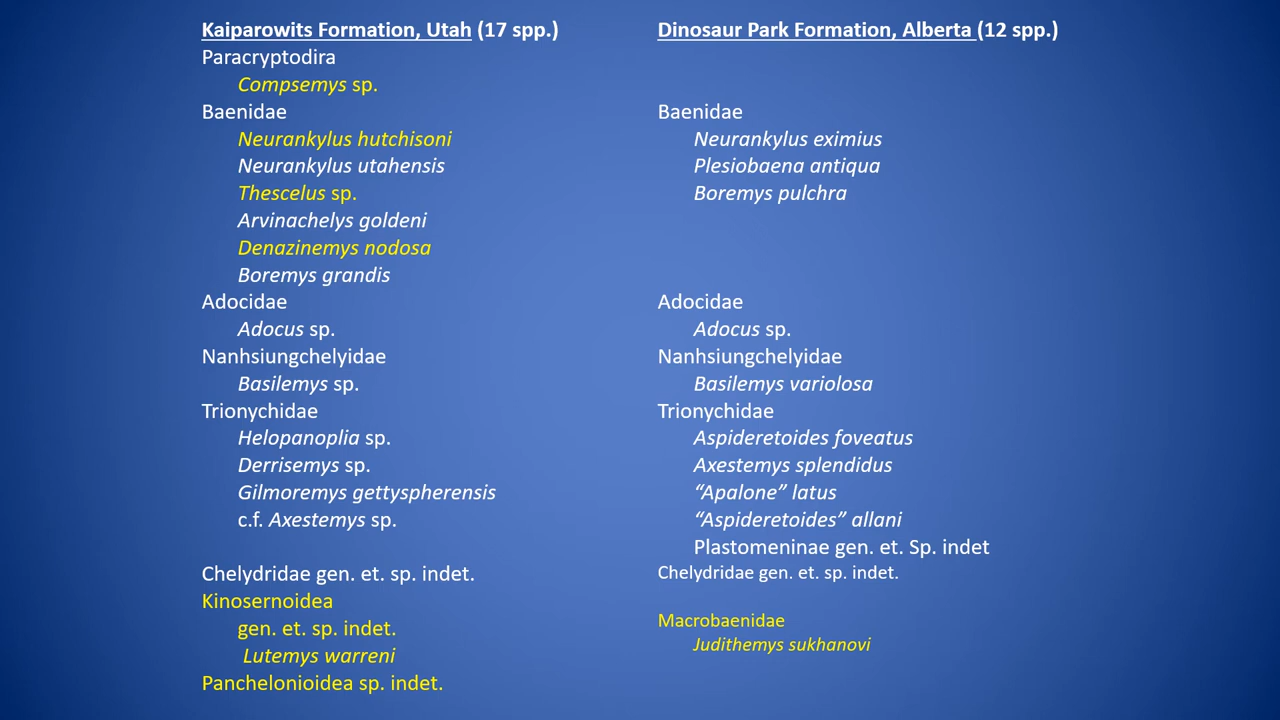 Kaiparowits Formation, Utah (17 spp.)
Paracryptodira
Compsemys sp.
Baenidae
Neurankylus hutchisoni
Neurankylus utahensis
Thescelus sp.
Arvinachelys goldeni
Denazinemys nodosa
Boremys grandis
Adocidae
Adocus sp.
Nanhsiungchelyidae
Basilemys sp.
Trionychidae
Helopanoplia sp.
Derrisemys sp.
Gilmoremys gettyspherensis
c.f. Axestemys sp.
Chelydridae gen. et. sp. indet.
Kinosernoidea
gen. et. sp. indet.
Lutemys warreni
Panchelonioidea sp. indet.
Dinosaur Park Formation, Alberta (12 spp.)
Baenidae
Neurankylus eximius
Plesiobaena antiqua
Boremys pulchra
Adocidae
Adocus sp.
Nanhsiungchelyidae
Basilemys variolosa
Trionychidae
Aspideretoides foveatus
Axestemys splendidus
“Apalone” latus
“Aspideretoides” allani
Plastomeninae gen. et. Sp. indet
Chelydridae gen. et. sp. indet.
Macrobaenidae
Judithemys sukhanovi